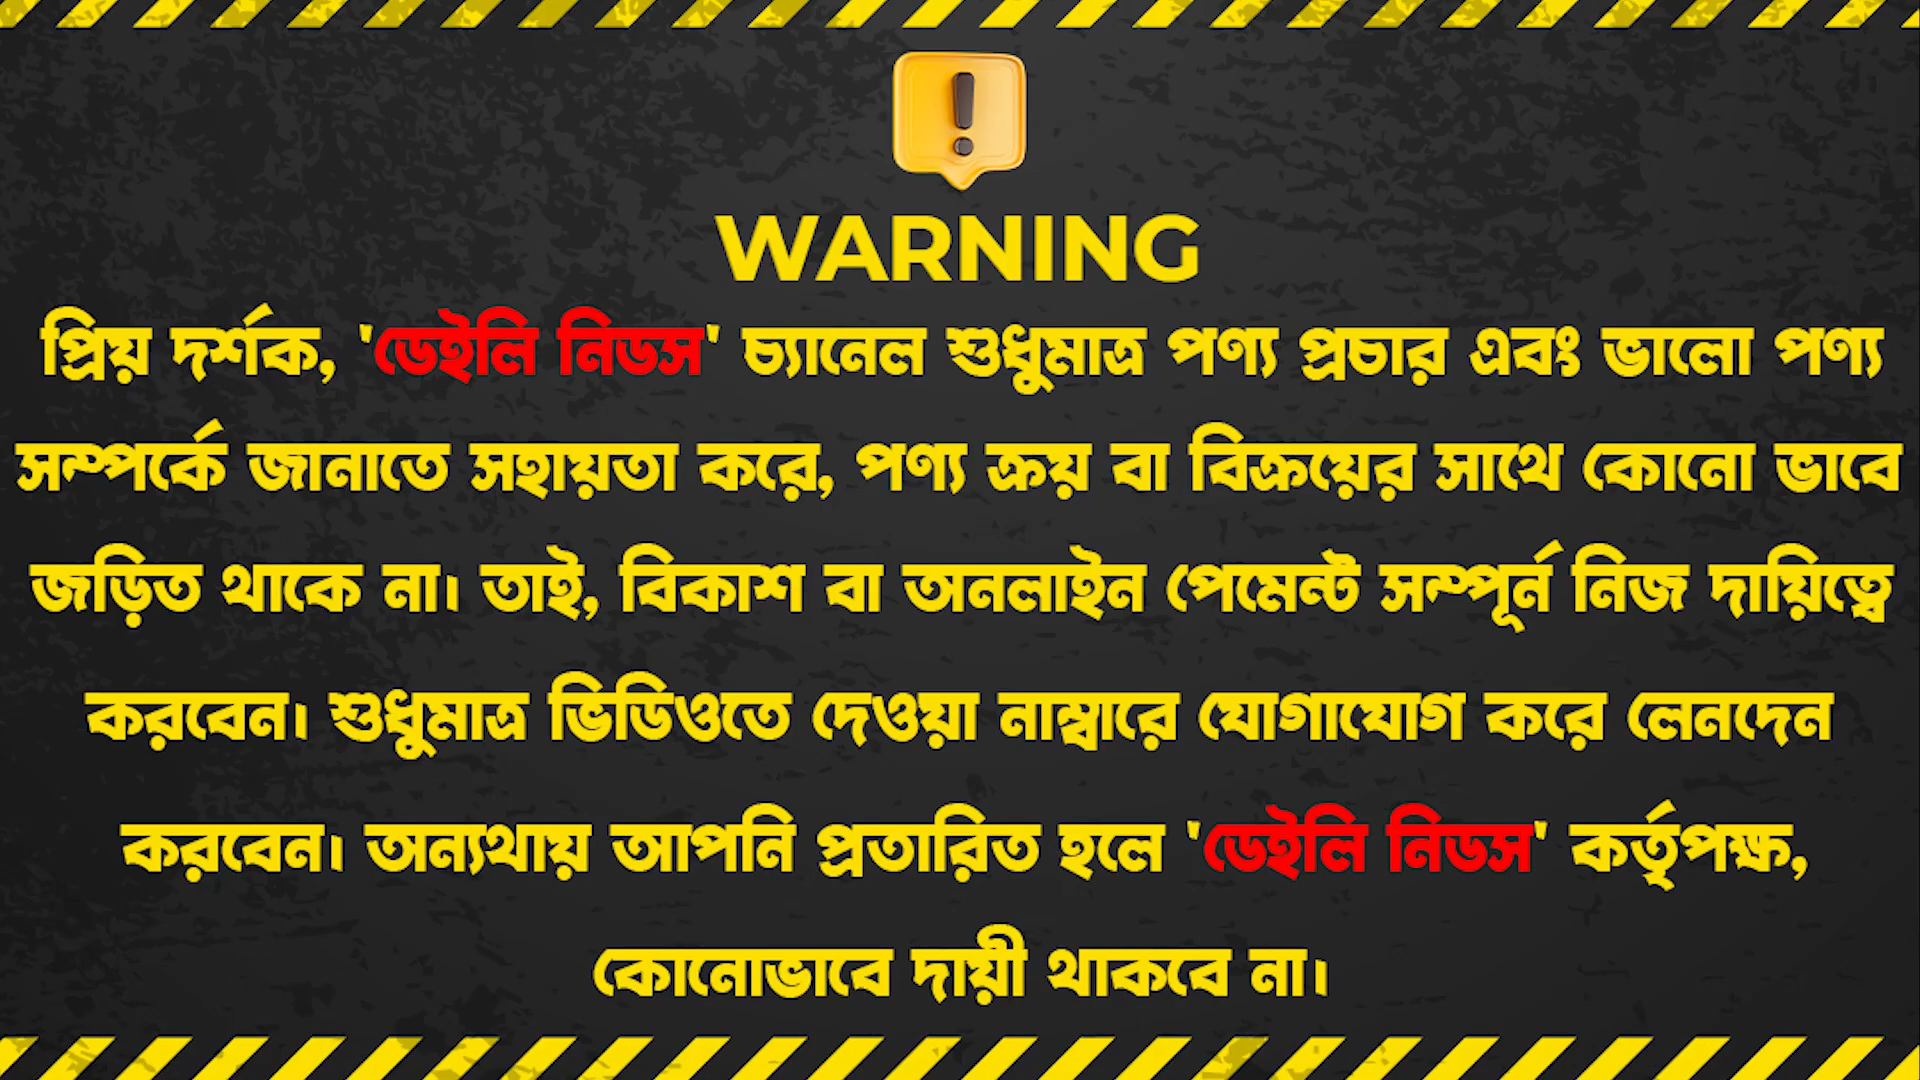 WARNING
প্রিয় দর্শক, 'ডেইলি নিডস' চ্যানেল শুধুমাত্র পণ্য প্রচার এবং ভালো পণ্য
সম্পর্কে জানাতে সহায়তা করে, পণ্য ক্রয় বা বিক্রয়ের সাথে কোনো ভাবে
জড়িত থাকে না। তাই, বিকাশ বা অনলাইন পেমেন্ট সম্পূর্ন নিজ দায়িত্বে
করবেন। শুধুমাত্র ভিডিওতে দেওয়া নাম্বারে যোগাযোগ করে লেনদেন
করবেন। অন্যথায় আপনি প্রতারিত হলে 'ডেইলি নিডস' কর্তৃপক্ষ,
কোনোভাবে দায়ী থাকবে না।